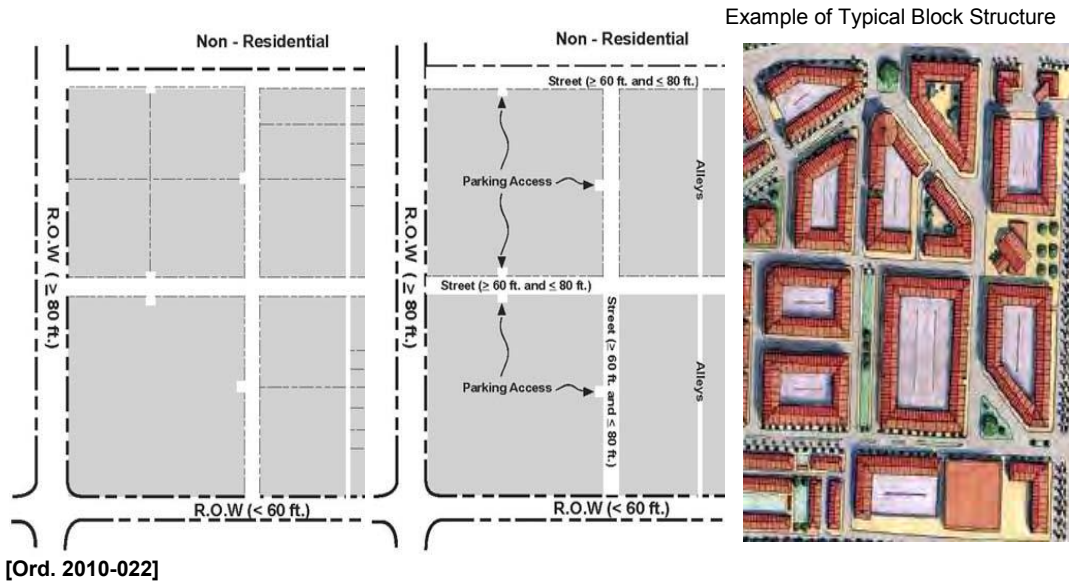 Example of Typical Block Structure
Non - Residential
R.O.W ( ≥ 80 ft.)
R.O.W (< 60 ft.)
Non - Residential
Street (≥ 60 ft. and ≤ 80 ft.)
Parking Access
Alleys
R.O.W ( ≥ 80 ft.)
Street (≥ 60 ft. and ≤ 80 ft.)
Street (≥ 60 ft. and ≤ 80 ft.)
Parking Access
Alleys
R.O.W (< 60 ft.)
[Ord. 2010-022]